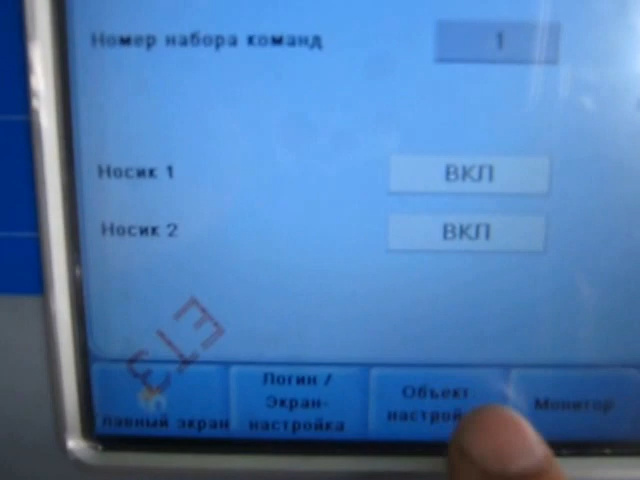 Номер набора команд 1
Носик 1 ВКЛ
Носик 2 ВКЛ
лавный экран
Логин /
Экран-
настройка
Объект
настрой
Монитор